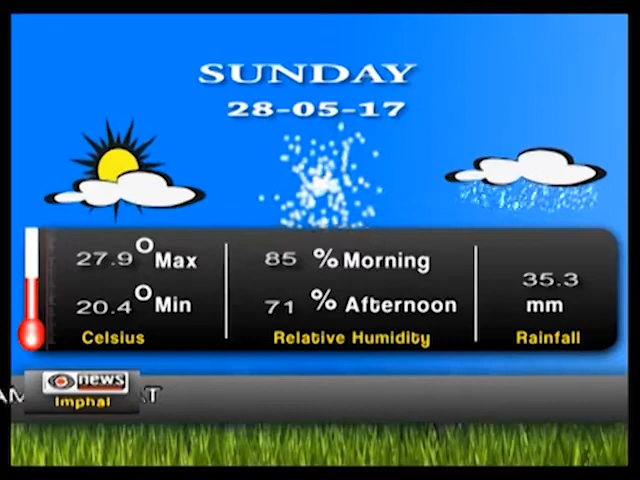 SUNDAY
28-05-17
27.9° Max
20.4° Min
Celsius
85 % Morning
71 % Afternoon
Relative Humidity
35.3
mm
Rainfall
news
Imphal